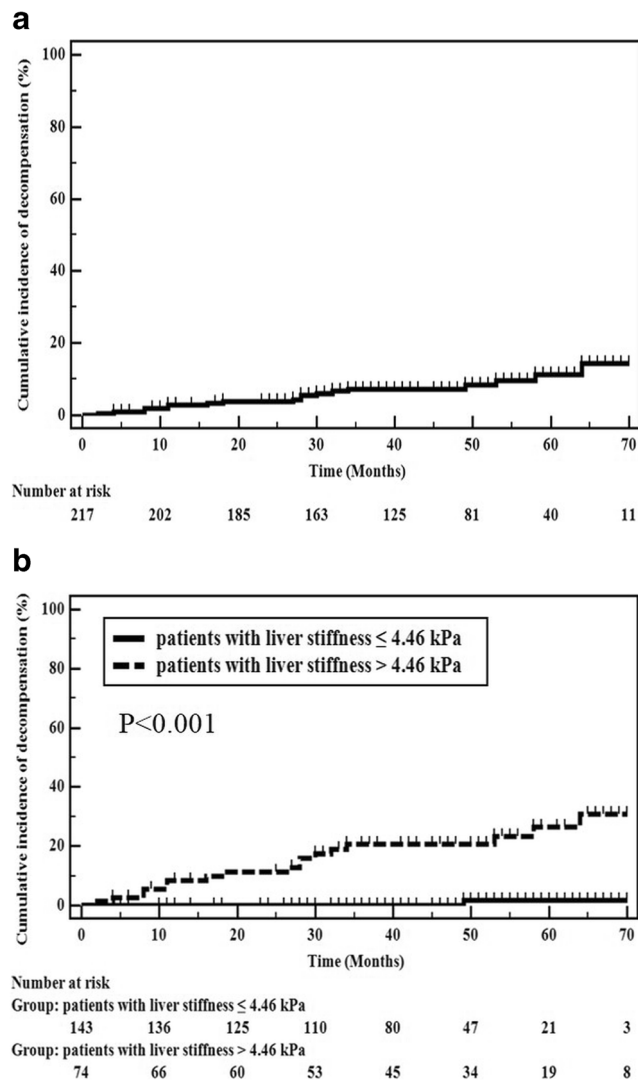 a
Cumulative incidence of decompensation (%)
100
80
60
40
20
0
0 10 20 30 40 50 60 70
Time (Months)
Number at risk
217 202 185 163 125 81 40 11
b
Cumulative incidence of decompensation (%)
100
80
60
40
20
0
patients with liver stiffness ≤ 4.46 kPa
patients with liver stiffness > 4.46 kPa
P<0.001
0 10 20 30 40 50 60 70
Time (Months)
Number at risk
Group: patients with liver stiffness ≤ 4.46 kPa
143 136 125 110 80 47 21 3
Group: patients with liver stiffness > 4.46 kPa
74 66 60 53 45 34 19 8